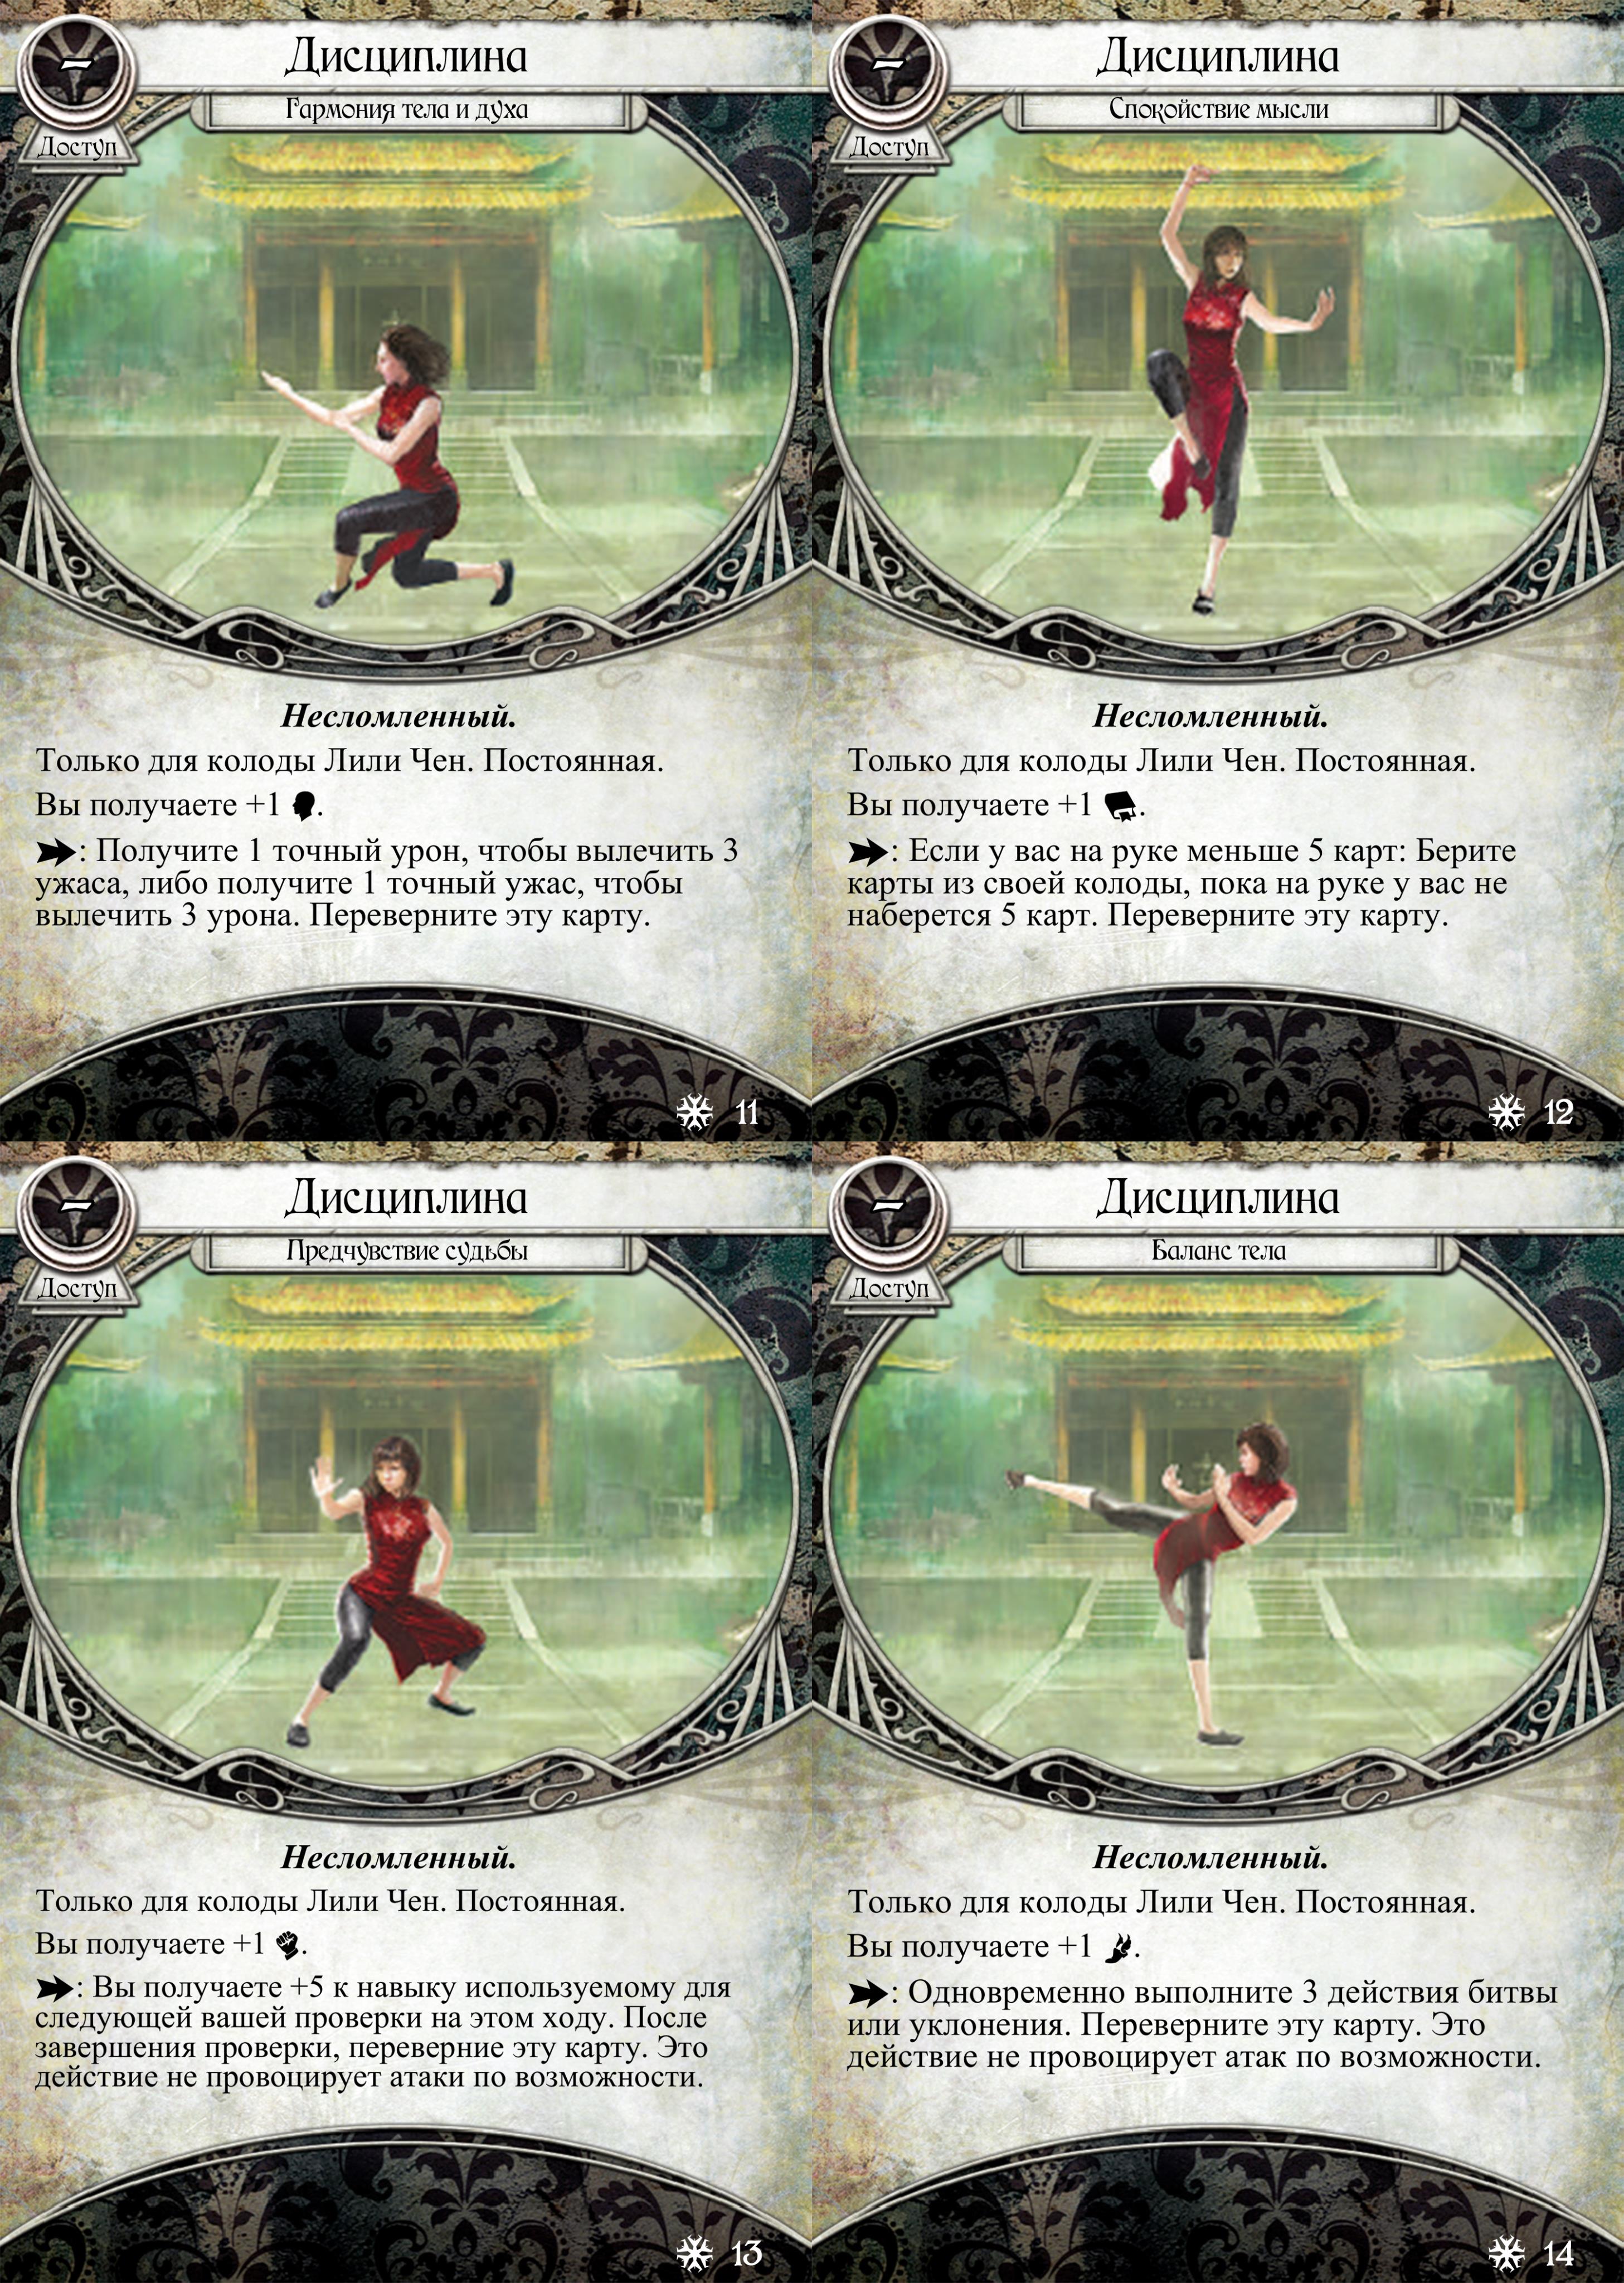 Дисциплина
Гармония тела и духа
–
Доступ
Несломленный.
Только для колоды Лили Чен. Постоянная.
Вы получаете +1 .
: Получите 1 точный урон, чтобы вылечить 3
ужаса, либо получите 1 точный ужас, чтобы
вылечить 3 урона. Переверните эту карту.
11
Дисциплина
Спокойствие мысли
–
Доступ
Несломленный.
Только для колоды Лили Чен. Постоянная.
Вы получаете +1 .
: Если у вас на руке меньше 5 карт: Берите
карты из своей колоды, пока на руке у вас не
наберется 5 карт. Переверните эту карту.
12
Дисциплина
Предчувствие судьбы
–
Доступ
Несломленный.
Только для колоды Лили Чен. Постоянная.
Вы получаете +1 .
: Вы получаете +5 к навыку используемому для
следующей вашей проверки на этом ходу. После
завершения проверки, переверние эту карту. Это
действие не провоцирует атаки по возможности.
13
Дисциплина
Баланс тела
–
Доступ
Несломленный.
Только для колоды Лили Чен. Постоянная.
Вы получаете +1 .
: Одновременно выполните 3 действия битвы
или уклонения. Переверните эту карту. Это
действие не провоцирует атак по возможности.
14